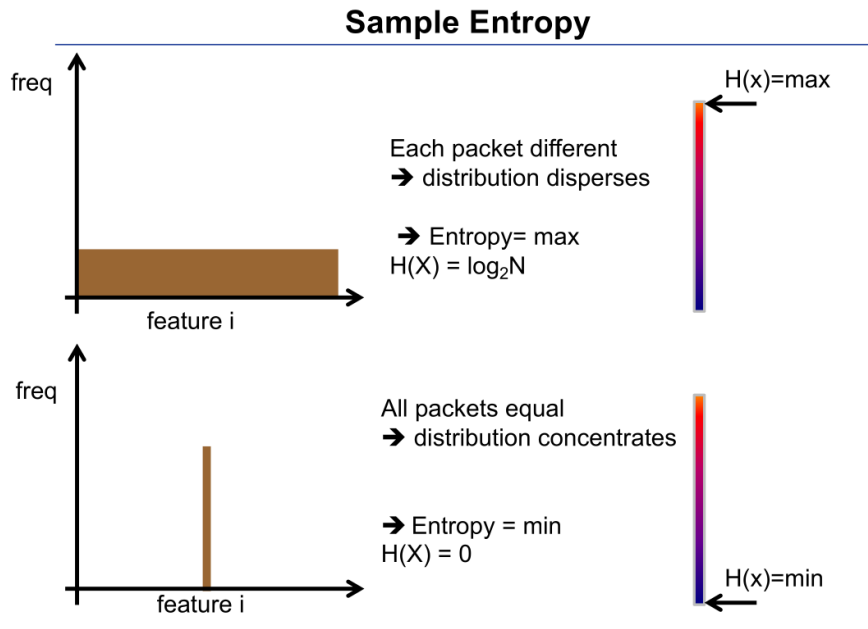 Sample Entropy
freq
H(x)=max
Each packet different
➔ distribution disperses
➔ Entropy= max
H(X) = log₂N
feature i
freq
All packets equal
➔ distribution concentrates
➔ Entropy = min
H(X) = 0
H(x)=min
feature i